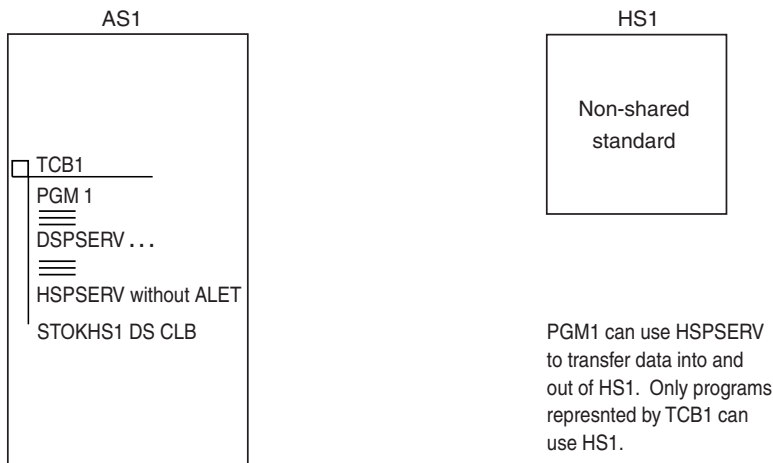 AS1
TCB1
PGM 1
DSPSERV . . .
HSPSERV without ALET
STOKHS1 DS CLB
HS1
Non-shared
standard
PGM1 can use HSPSERV
to transfer data into and
out of HS1. Only programs
represnted by TCB1 can
use HS1.